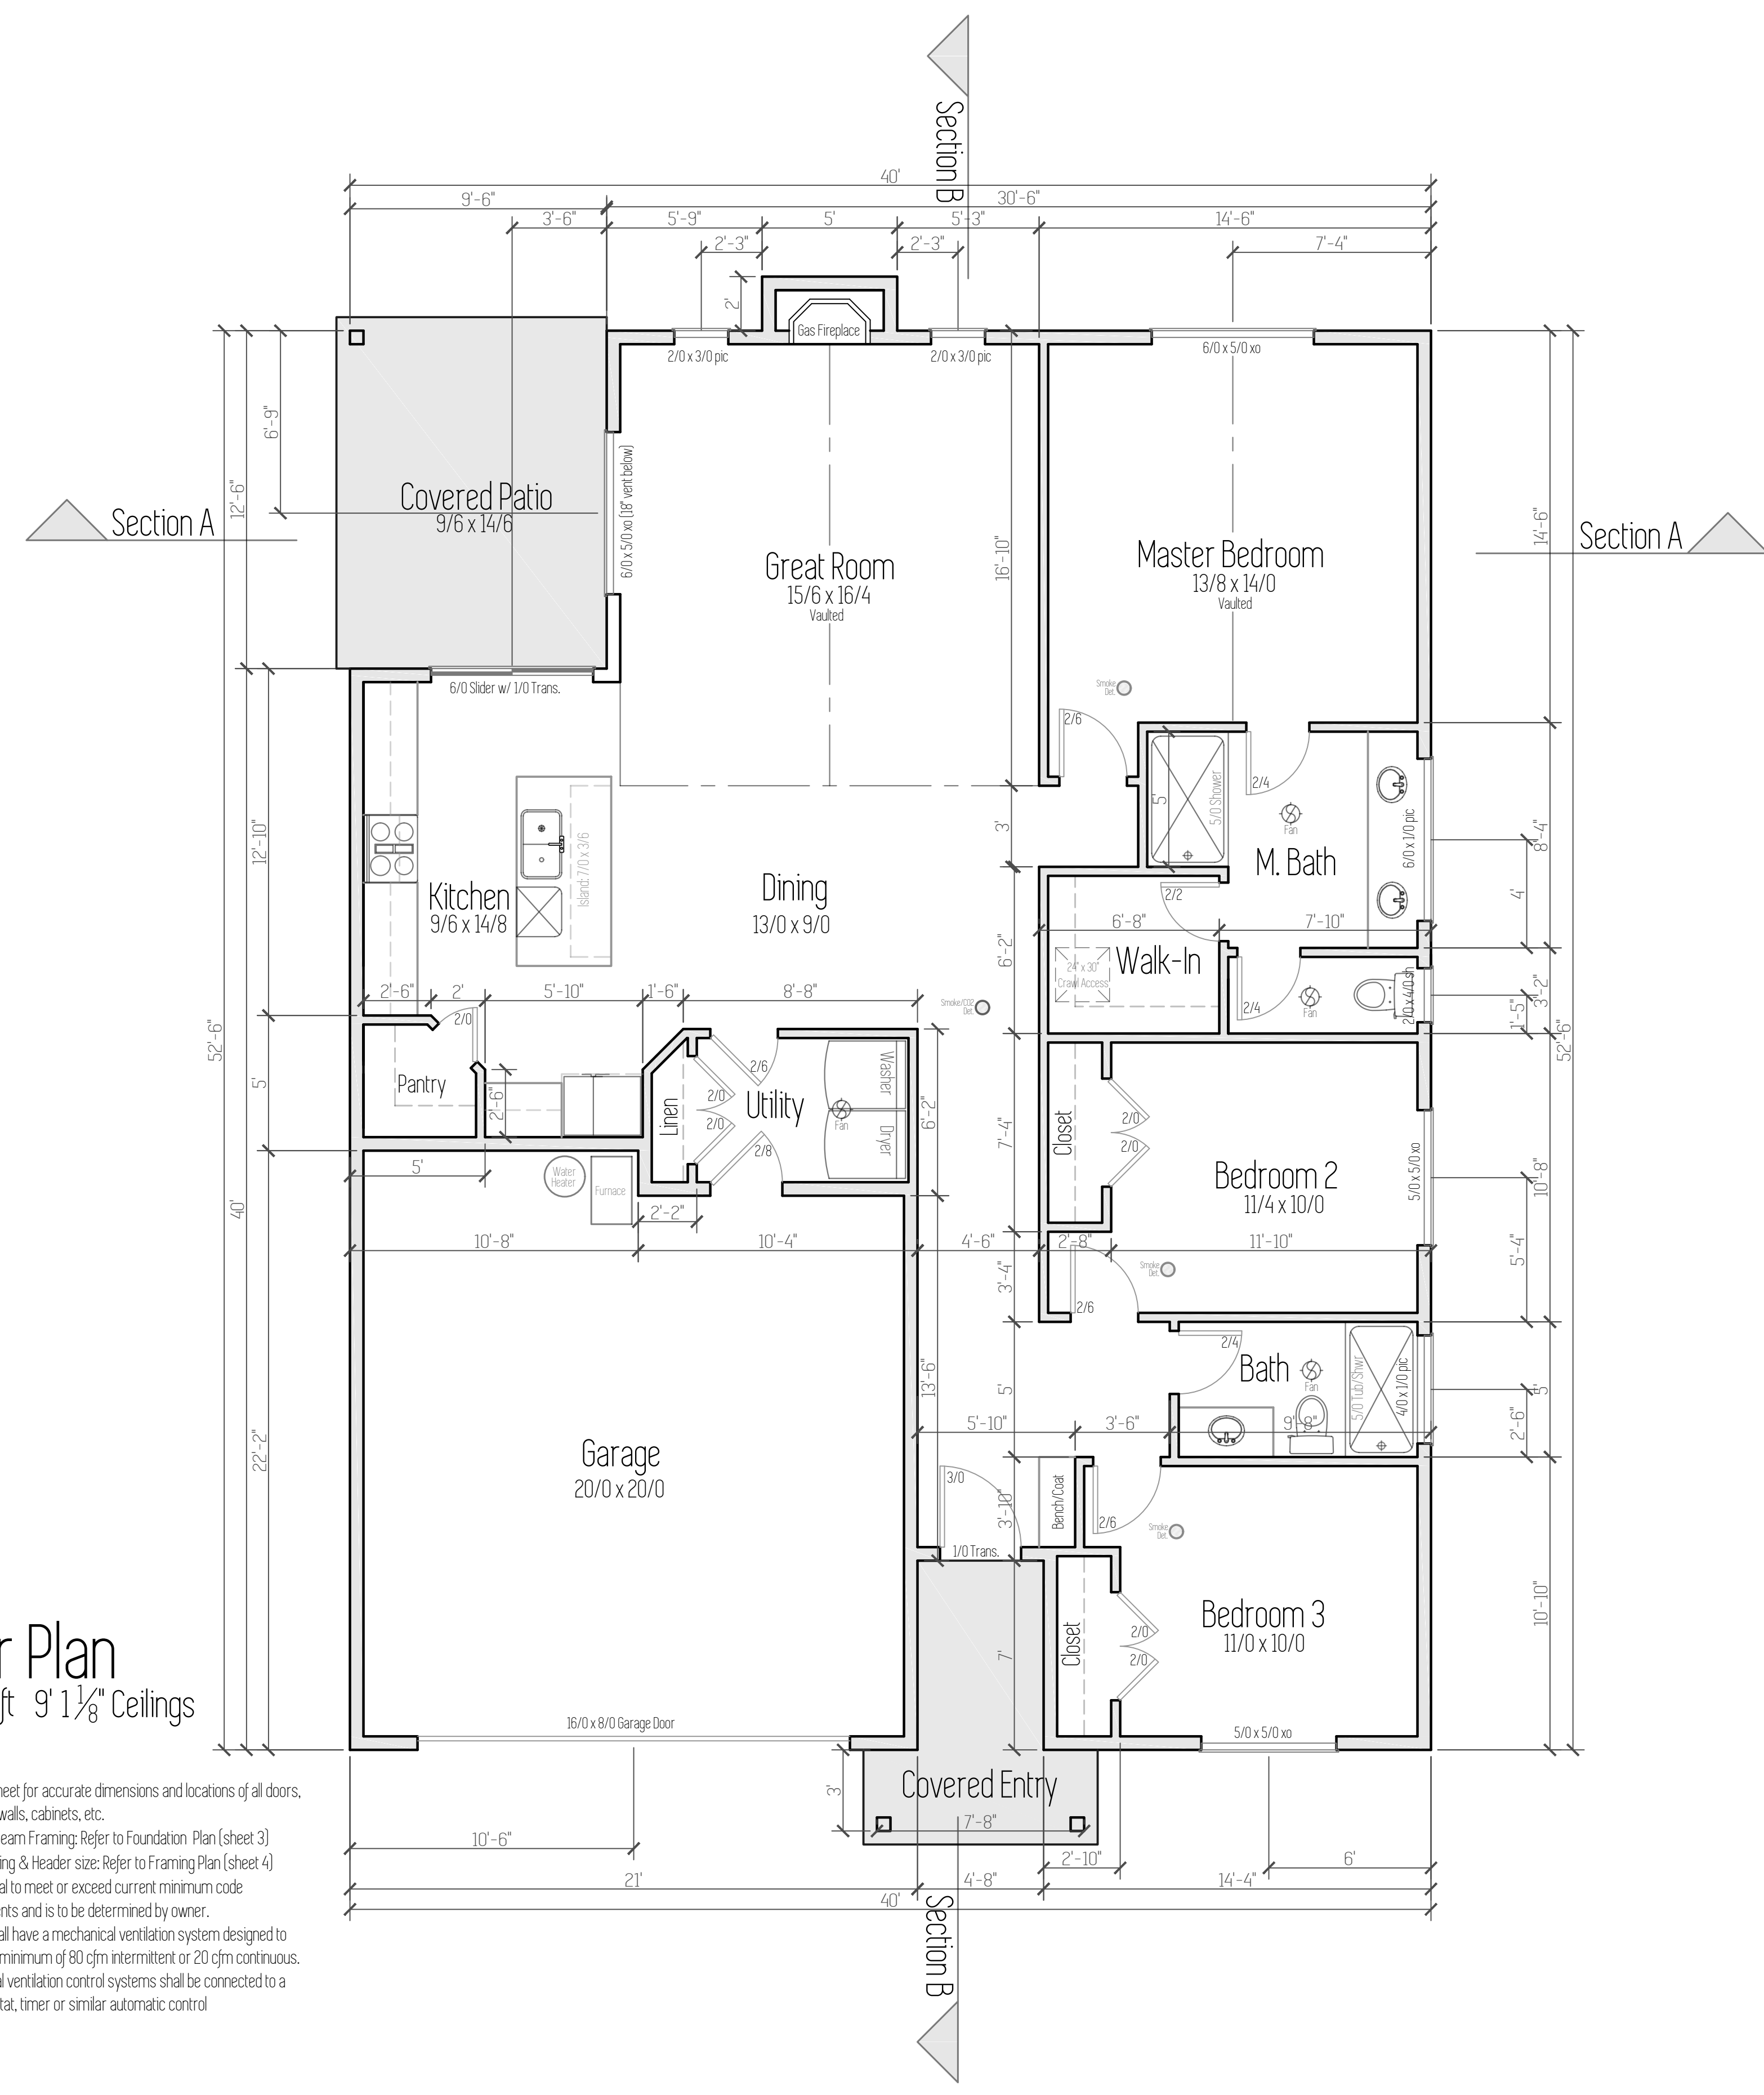 Section B
40'
9'-6"
30'-6"
3'-6"
5'-9"
5'
5'-3"
14'-6"
2'-3"
2'-3"
7'-4"
2'
Gas Fireplace
2/0 x 3/0 pic
2/0 x 3/0 pic
6/0 x 5/0 xo
6'-9"
12'-6"
Covered Patio
9/6 x 14/6
6/0 x 5/0 xo (18" vent below)
Section A
Section A
14'-6"
16'-10"
Great Room
15/6 x 16/4
Vaulted
Master Bedroom
13/8 x 14/0
Vaulted
6/0 Slider w/ 1/0 Trans.
Smoke
Det.
2/6
2/4
5'
5/0 Shower
Fan
6/0 x 1/0 pic
8'-4"
4'
M. Bath
12'-10"
Island: 7/0 x 3/6
Kitchen
9/6 x 14/8
Dining
13/0 x 9/0
3'
2/2
6'-8"
7'-10"
6'-2"
Walk-In
24" x 30"
Crawl Access
2/4
Fan
2/0 x 4/0 sh
1'-5"
3'-2"
52'-6"
52'-6"
2'-6"
2'
5'-10"
1'-6"
8'-8"
Smoke/CO2
Det.
2/0
5'
Pantry
2'-6"
Linen
2/6
2/0
2/0
Utility
2/8
Washer
Dryer
Fan
6'-2"
7'-4"
Closet
2/0
2/0
Bedroom 2
11/4 x 10/0
5/0 x 5/0 xo
10'-8"
5'-4"
5'
Water
Heater
Furnace
2'-2"
40'
10'-8"
10'-4"
4'-6"
2'-8"
11'-10"
3'-4"
Smoke
Det.
2/6
13'-6"
2/4
Bath
Fan
5/0 Tub/Shwr
4/0 x 1/0 pic
5'
5'
2'-6"
5'-10"
3'-6"
9'-8"
22'-2"
Garage
20/0 x 20/0
3/0
3'-10"
Bench/Coat
2/6
Smoke
Det.
1/0 Trans.
10'-10"
Closet
2/0
2/0
Bedroom 3
11/0 x 10/0
7'
r Plan
ft 9' 1 1/8" Ceilings
16/0 x 8/0 Garage Door
5/0 x 5/0 xo
Covered Entry
3'
7'-8"
10'-6"
2'-10"
6'
21'
4'-8"
14'-4"
40'
Section B
heet for accurate dimensions and locations of all doors,
walls, cabinets, etc.
eam Framing: Refer to Foundation Plan (sheet 3)
ing & Header size: Refer to Framing Plan (sheet 4)
al to meet or exceed current minimum code
ents and is to be determined by owner.
all have a mechanical ventilation system designed to
minimum of 80 cfm intermittent or 20 cfm continuous.
al ventilation control systems shall be connected to a
tat, timer or similar automatic control